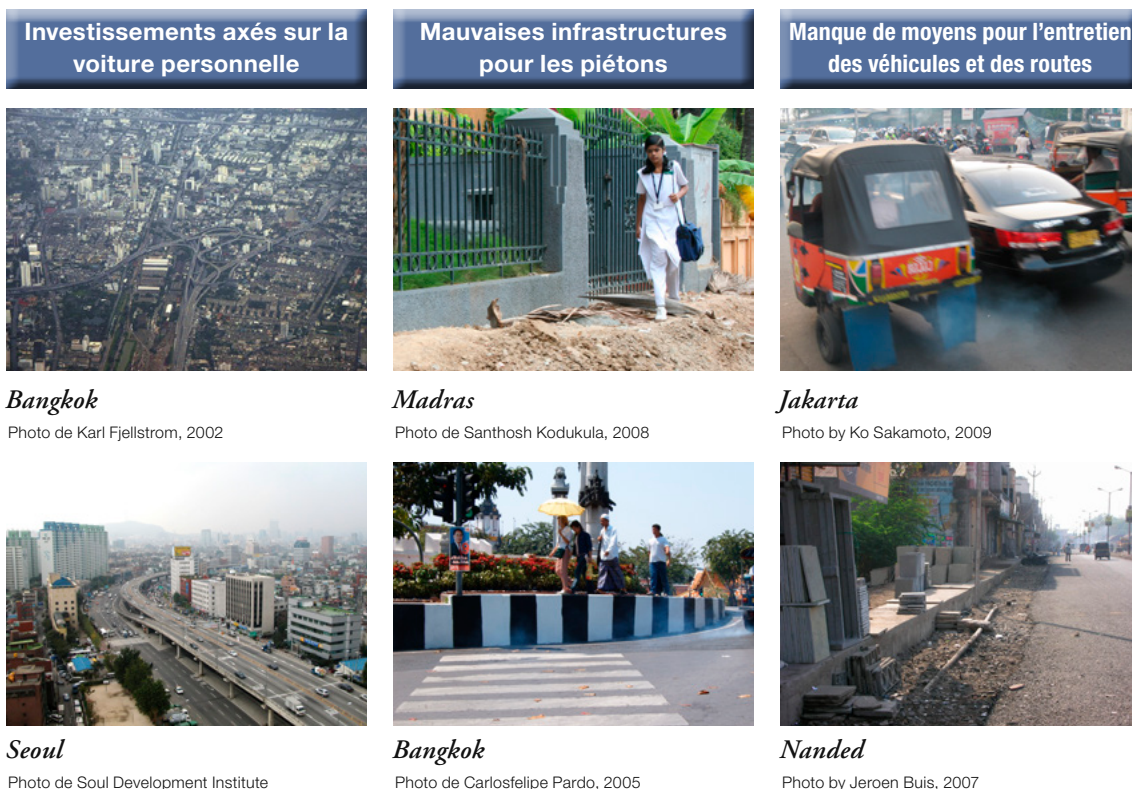 Investissements axés sur la
voiture personnelle
Mauvaises infrastructures
pour les piétons
Manque de moyens pour l’entretien
des véhicules et des routes
Bangkok
Photo de Karl Fjellstrom, 2002
Madras
Photo de Santhosh Kodukula, 2008
Jakarta
Photo by Ko Sakamoto, 2009
Seoul
Photo de Soul Development Institute
Bangkok
Photo de Carlosfelipe Pardo, 2005
Nanded
Photo by Jeroen Buis, 2007